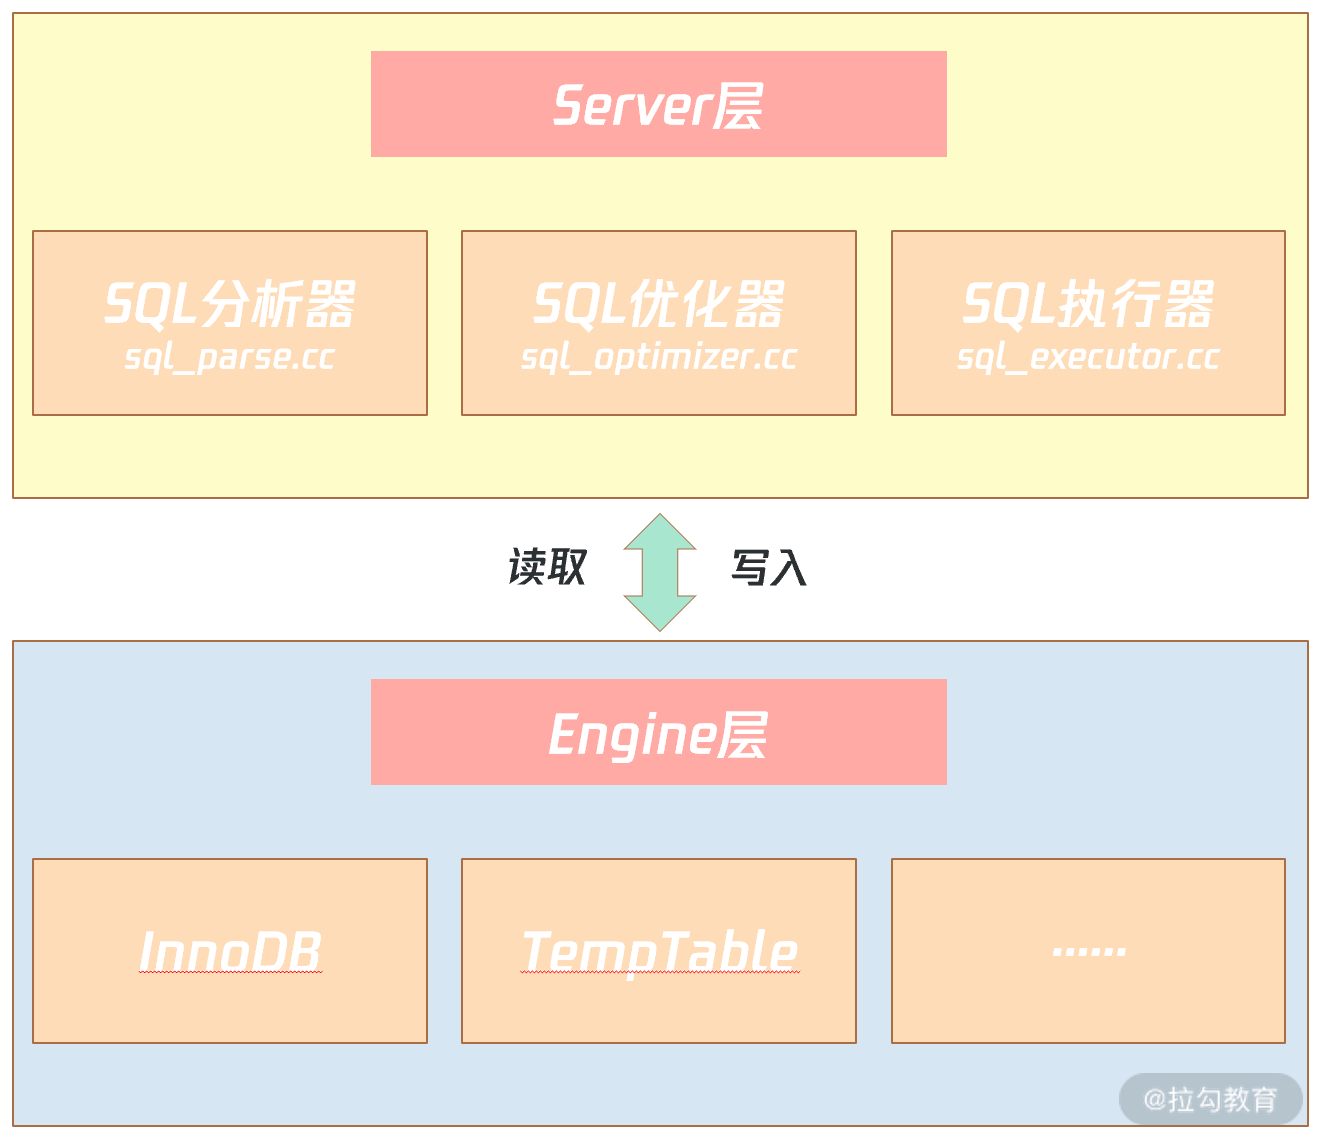 Server层
SQL分析器
sql_parse.cc
SQL优化器
sql_optimizer.cc
SQL执行器
sql_executor.cc
读取
写入
Engine层
InnoDB
TempTable
······
@拉勾教育